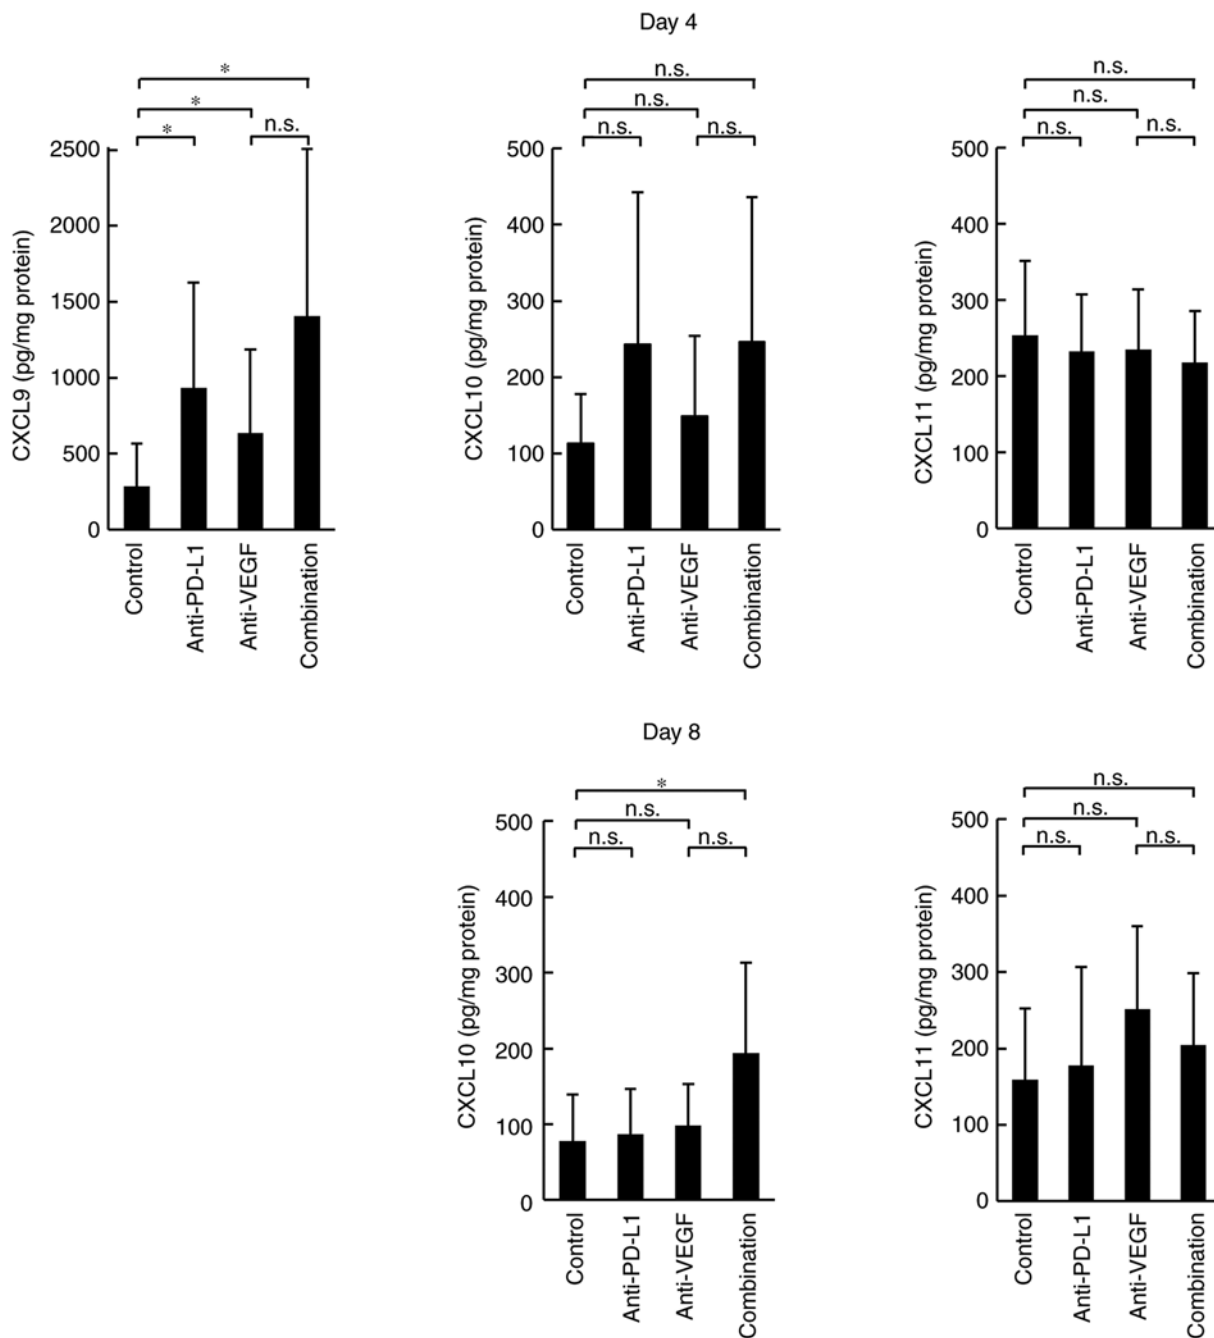 Day 4
*
*
*
n.s.
2500
2000
1500
1000
500
0
CXCL9 (pg/mg protein)
Control
Anti-PD-L1
Anti-VEGF
Combination
n.s.
n.s.
n.s.
n.s.
500
400
300
200
100
0
CXCL10 (pg/mg protein)
Control
Anti-PD-L1
Anti-VEGF
Combination
n.s.
n.s.
n.s.
n.s.
500
400
300
200
100
0
CXCL11 (pg/mg protein)
Control
Anti-PD-L1
Anti-VEGF
Combination
Day 8
*
n.s.
n.s.
n.s.
500
400
300
200
100
0
CXCL10 (pg/mg protein)
Control
Anti-PD-L1
Anti-VEGF
Combination
n.s.
n.s.
n.s.
n.s.
500
400
300
200
100
0
CXCL11 (pg/mg protein)
Control
Anti-PD-L1
Anti-VEGF
Combination